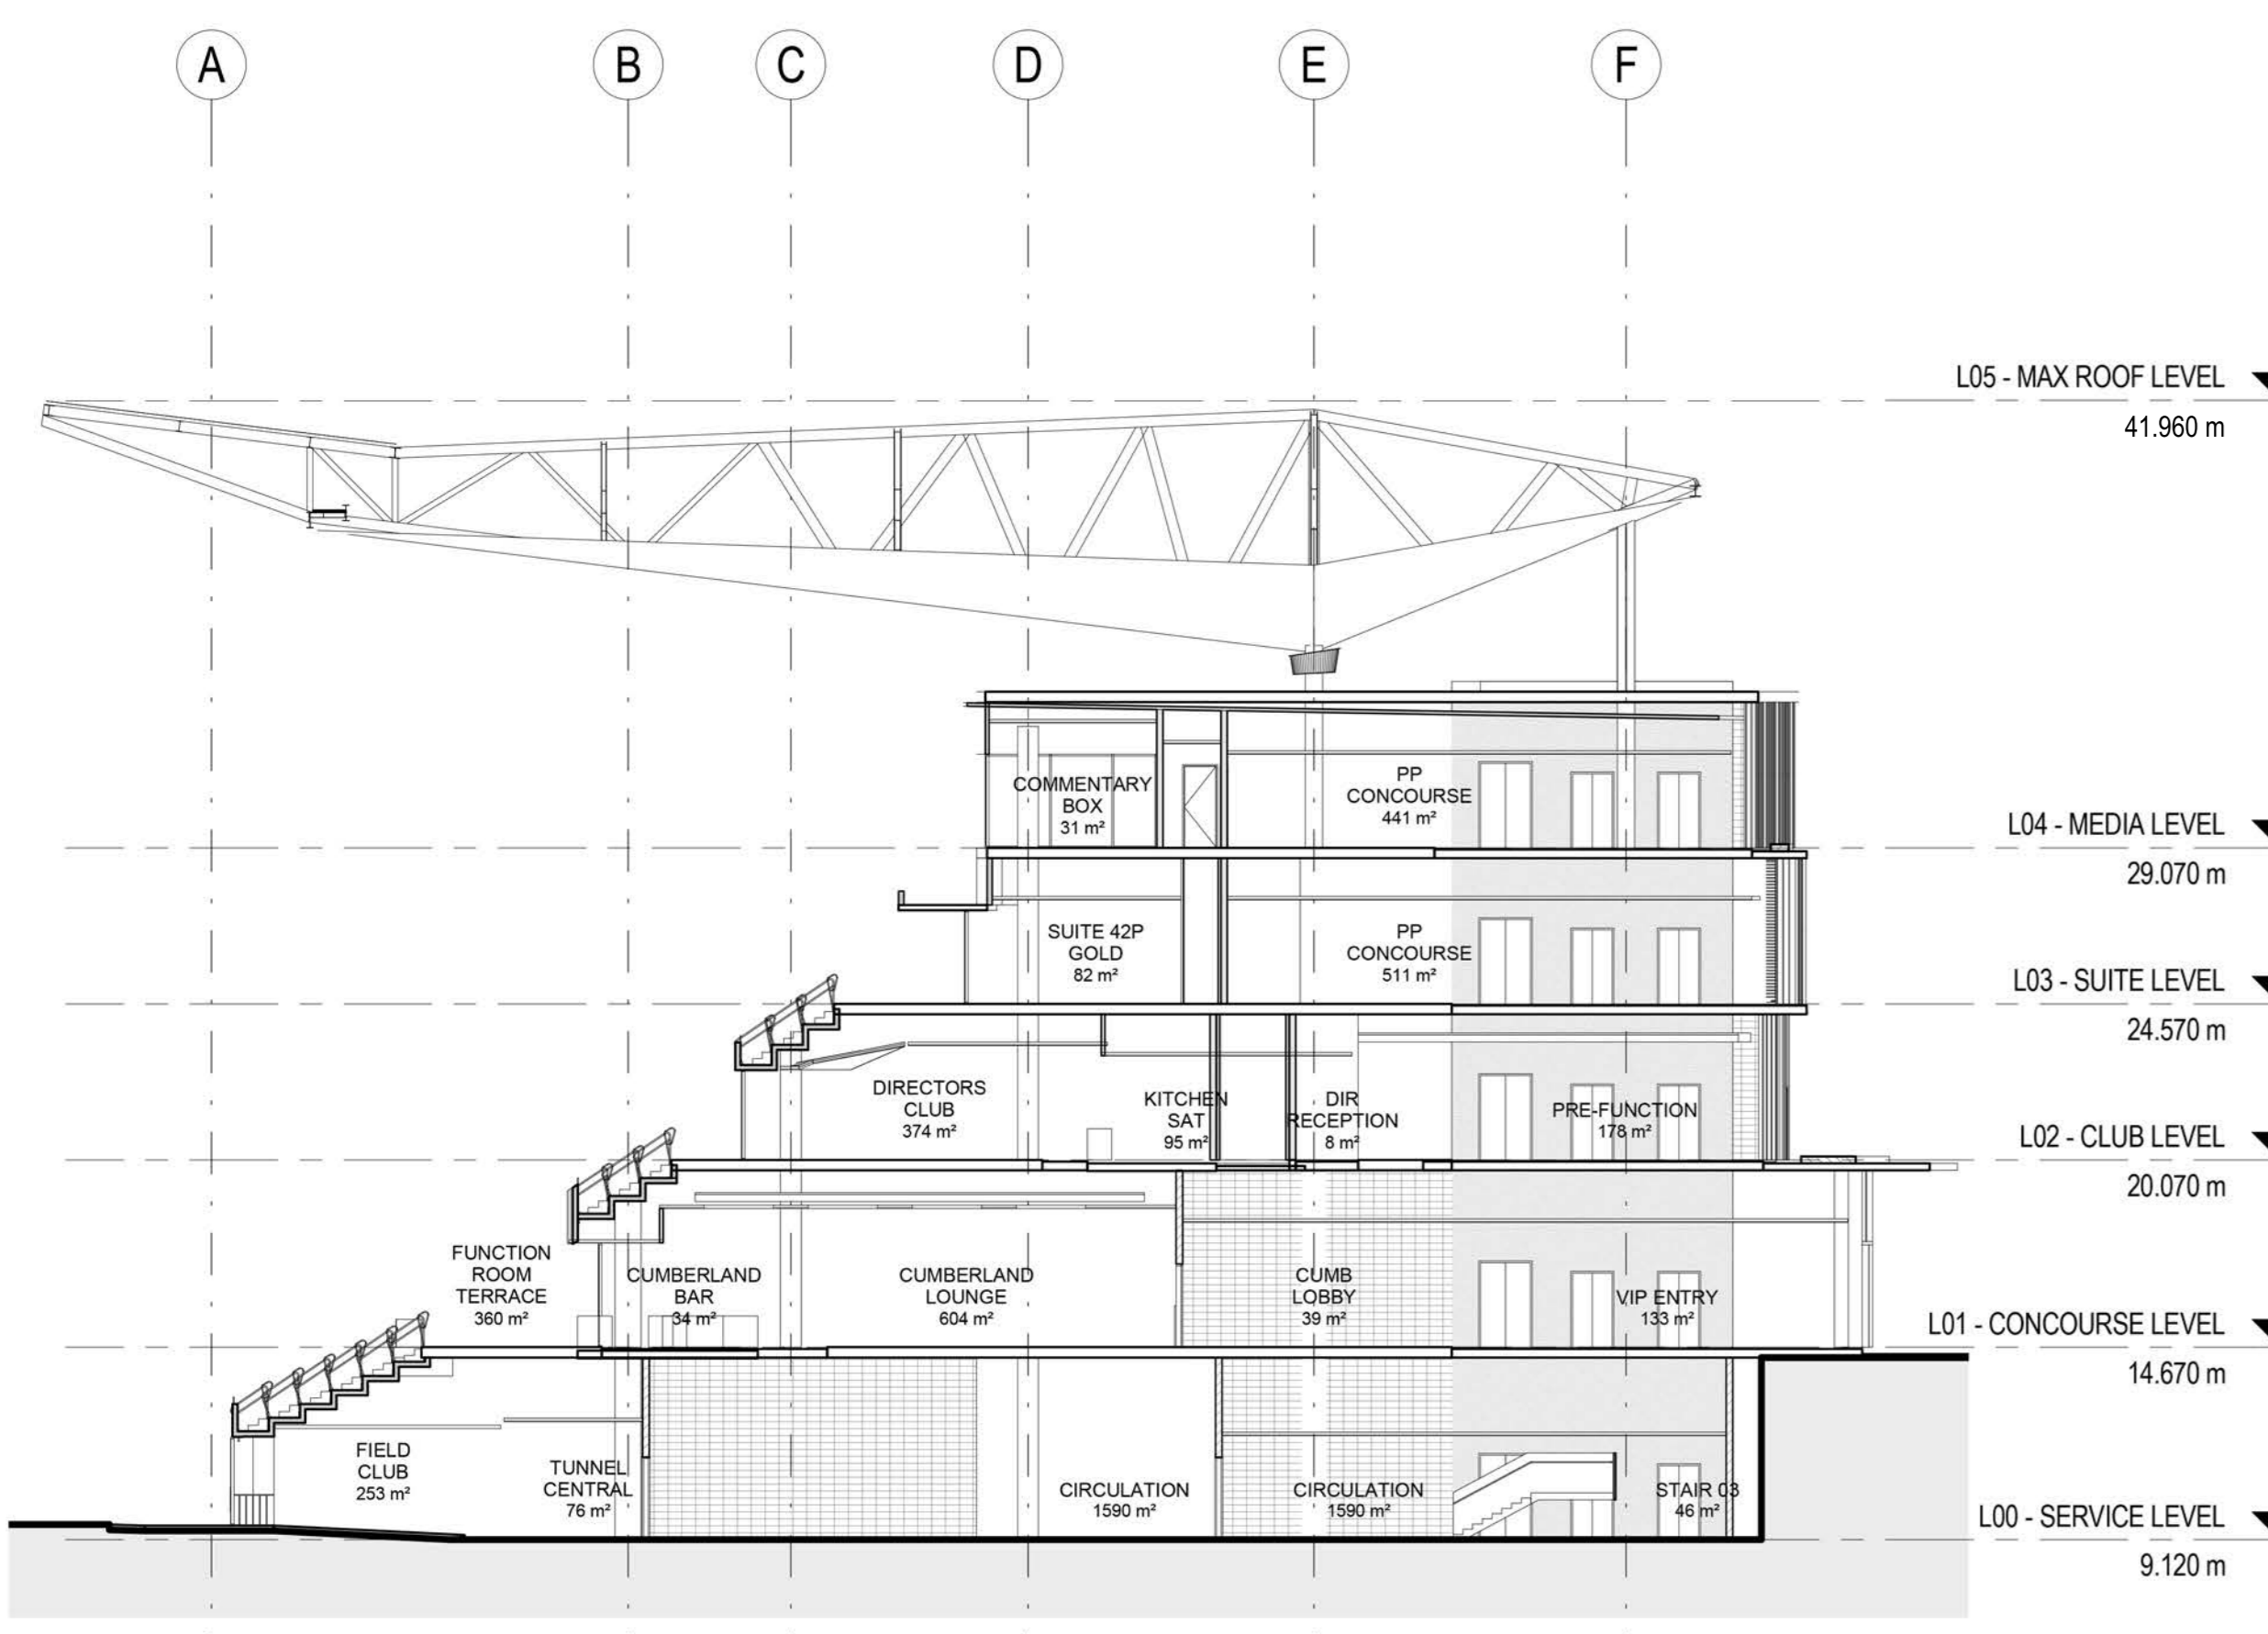 A
B
C
D
E
F
L05 - MAX ROOF LEVEL
41.960 m
COMMENTARY
BOX
31 m²
PP
CONCOURSE
441 m²
L04 - MEDIA LEVEL
29.070 m
SUITE 42P
GOLD
82 m²
PP
CONCOURSE
511 m²
L03 - SUITE LEVEL
24.570 m
DIRECTORS
CLUB
374 m²
KITCHEN
SAT
95 m²
DIR
RECEPTION
8 m²
PRE-FUNCTION
178 m²
L02 - CLUB LEVEL
20.070 m
FUNCTION
ROOM
TERRACE
360 m²
CUMBERLAND
BAR
34 m²
CUMBERLAND
LOUNGE
604 m²
CUMB
LOBBY
39 m²
VIP ENTRY
133 m²
L01 - CONCOURSE LEVEL
14.670 m
FIELD
CLUB
253 m²
TUNNEL
CENTRAL
76 m²
CIRCULATION
1590 m²
CIRCULATION
1590 m²
STAIR 03
46 m²
L00 - SERVICE LEVEL
9.120 m